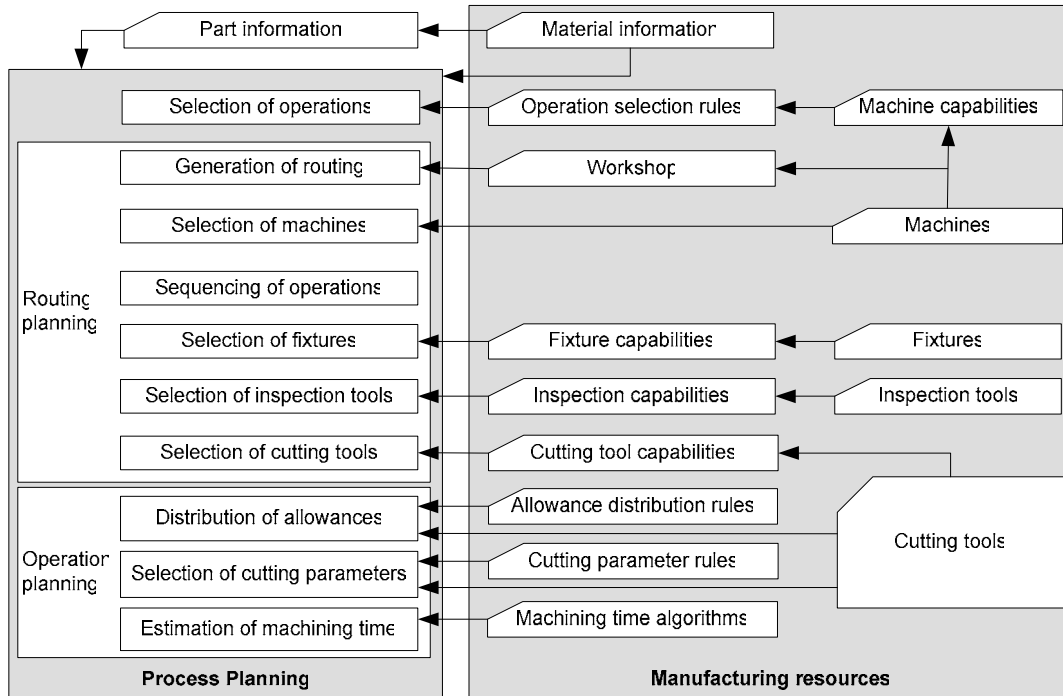 Part information
Material information
Selection of operations
Operation selection rules
Machine capabilities
Generation of routing
Workshop
Selection of machines
Machines
Sequencing of operations
Routing
planning
Selection of fixtures
Fixture capabilities
Fixtures
Selection of inspection tools
Inspection capabilities
Inspection tools
Selection of cutting tools
Cutting tool capabilities
Distribution of allowances
Allowance distribution rules
Cutting tools
Operation
planning
Selection of cutting parameters
Cutting parameter rules
Estimation of machining time
Machining time algorithms
Process Planning
Manufacturing resources